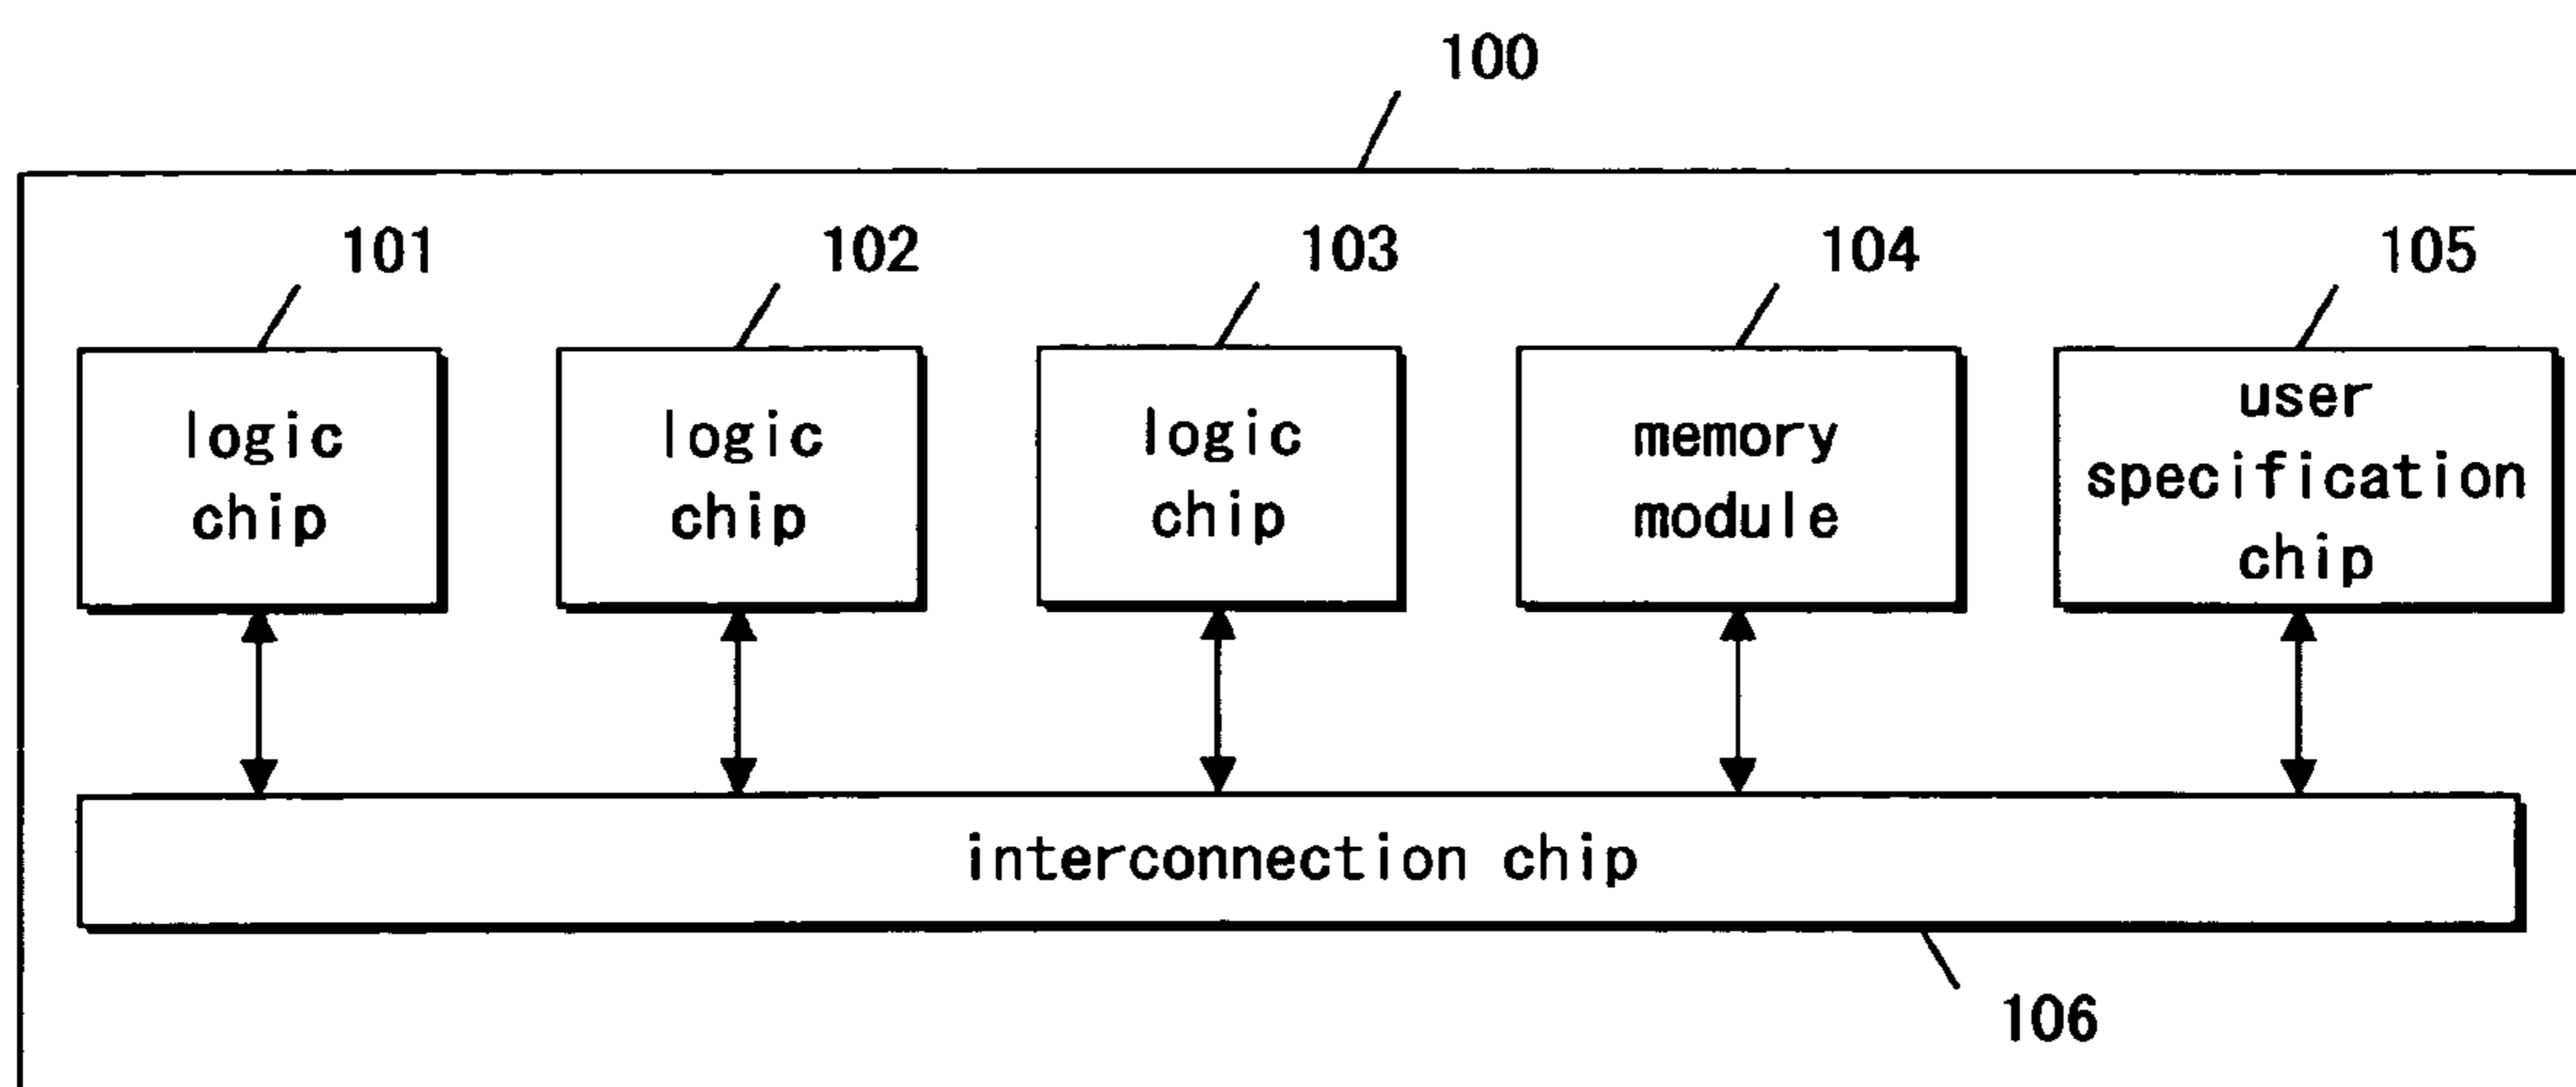 100
101
102
103
104
105
logic
chip
logic
chip
logic
chip
memory
module
user
specification
chip
interconnection chip
106